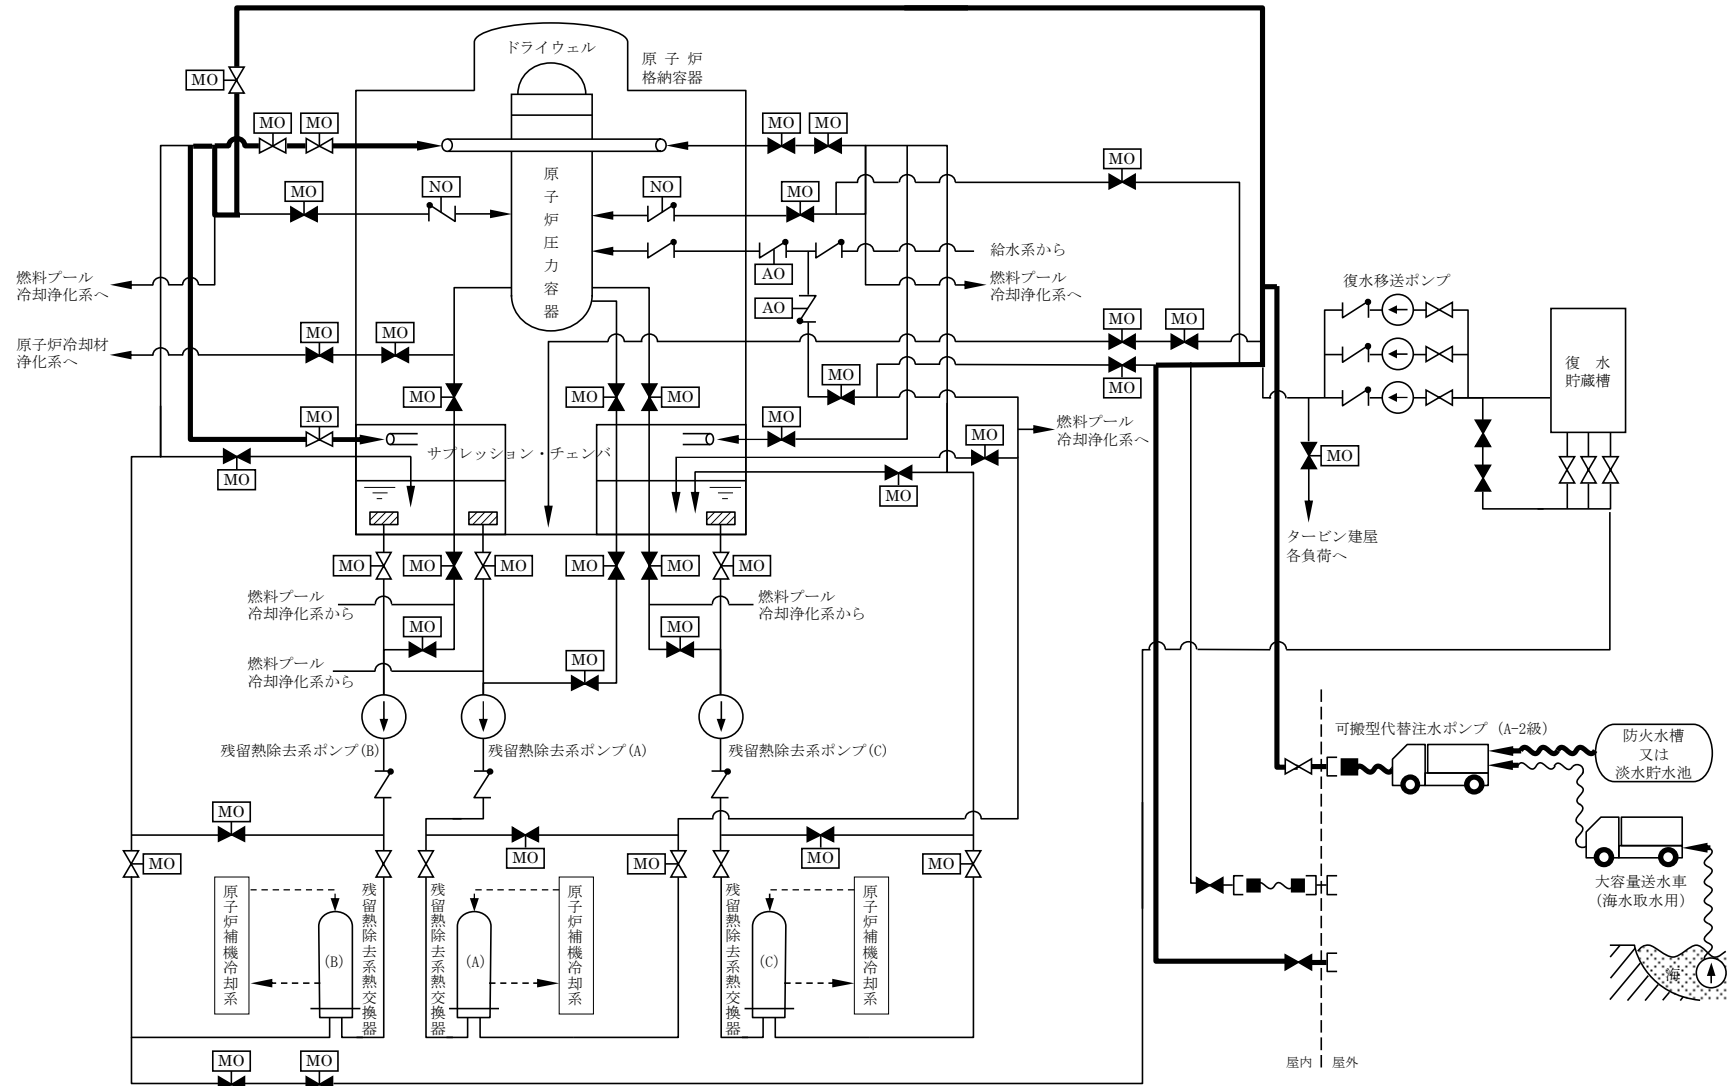 ドライウェル
原 子 炉
格納容器
MO
MO
MO
MO
MO
MO
MO
NO
NO
MO
MO
原子炉圧力容器
給水系から
AO
AO
燃料プール
冷却浄化系へ
燃料プール
冷却浄化系へ
復水移送ポンプ
MO
MO
MO
MO
原子炉冷却材
浄化系へ
MO
MO
復 水
貯蔵槽
MO
MO
MO
MO
MO
燃料プール
冷却浄化系へ
サプレッション・チェンバ
MO
MO
MO
MO
タービン建屋
各負荷へ
MO
MO
MO
MO
MO
MO
燃料プール
冷却浄化系から
燃料プール
冷却浄化系から
MO
MO
燃料プール
冷却浄化系から
MO
残留熱除去系ポンプ(B)
残留熱除去系ポンプ(A)
残留熱除去系ポンプ(C)
可搬型代替注水ポンプ (A-2級)
防火水槽
又は
淡水貯水池
MO
MO
MO
MO
MO
MO
原子炉補機冷却系
(B)
残留熱除去系熱交換器
残留熱除去系熱交換器
(A)
原子炉補機冷却系
残留熱除去系熱交換器
(C)
原子炉補機冷却系
大容量送水車
(海水取水用)
海
MO
MO
屋内
屋外